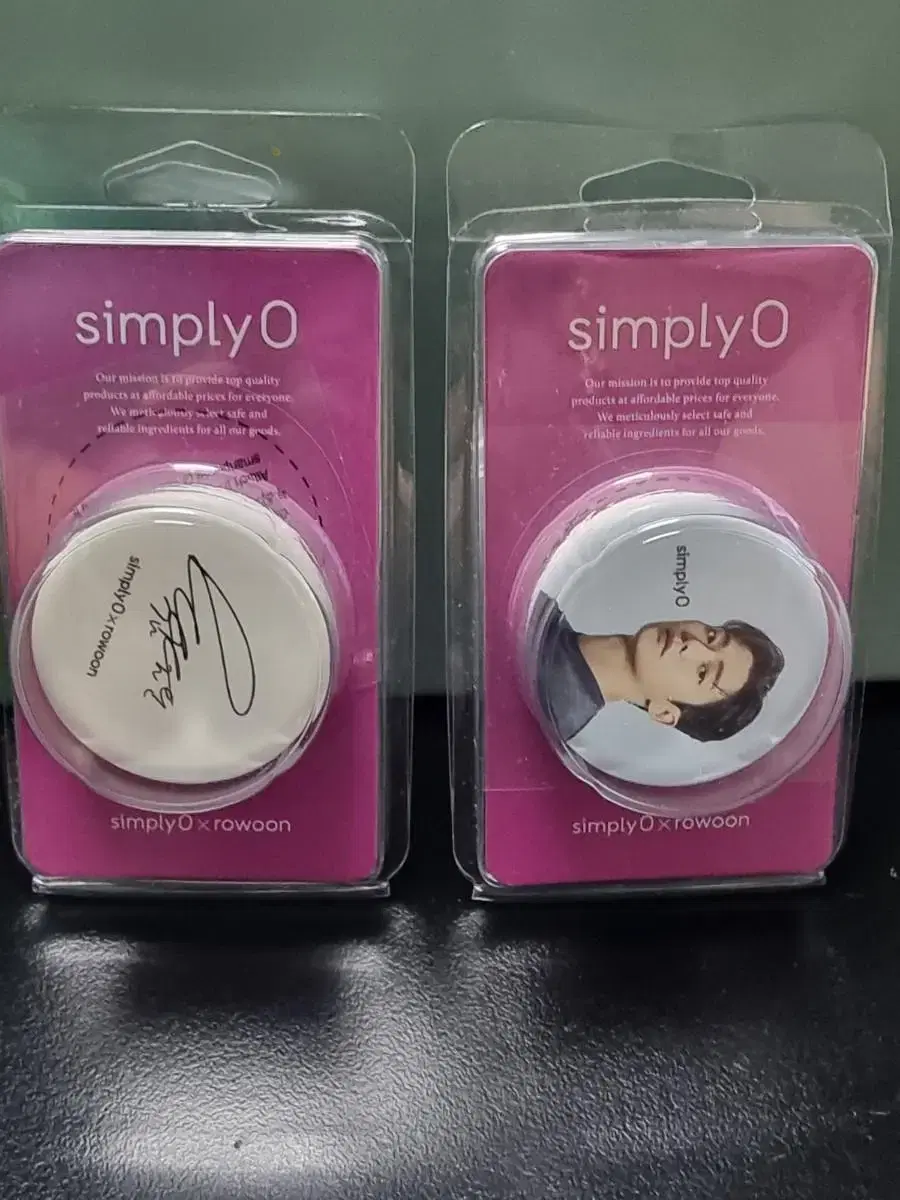 simplyO
Our mission is to provide top quality
products at affordable prices for everyone.
We meticulously select safe and
reliable ingredients for all our goods.
simplyO x rowoon
simplyO x rowoon
simplyO
Our mission is to provide top quality
products at affordable prices for everyone.
We meticulously select safe and
reliable ingredients for all our goods.
simplyO
simplyO x rowoon